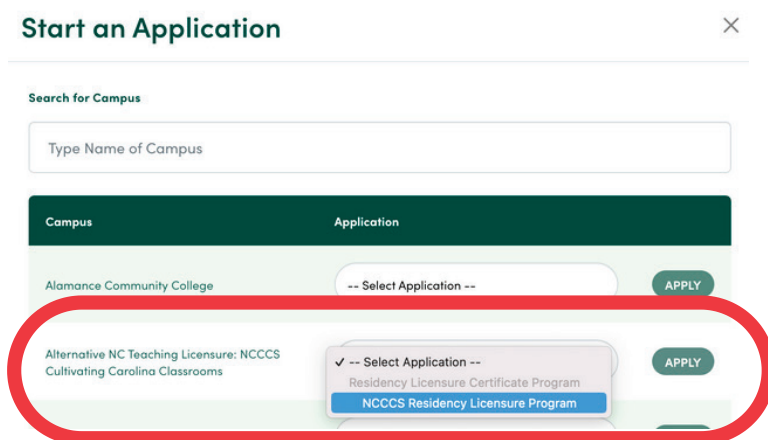 Start an Application
Search for Campus
Type Name of Campus
Campus Application
Alamance Community College -- Select Application -- APPLY
Alternative NC Teaching Licensure: NCCCS
Cultivating Carolina Classrooms
✓ -- Select Application --
Residency Licensure Certificate Program
NCCCS Residency Licensure Program
APPLY